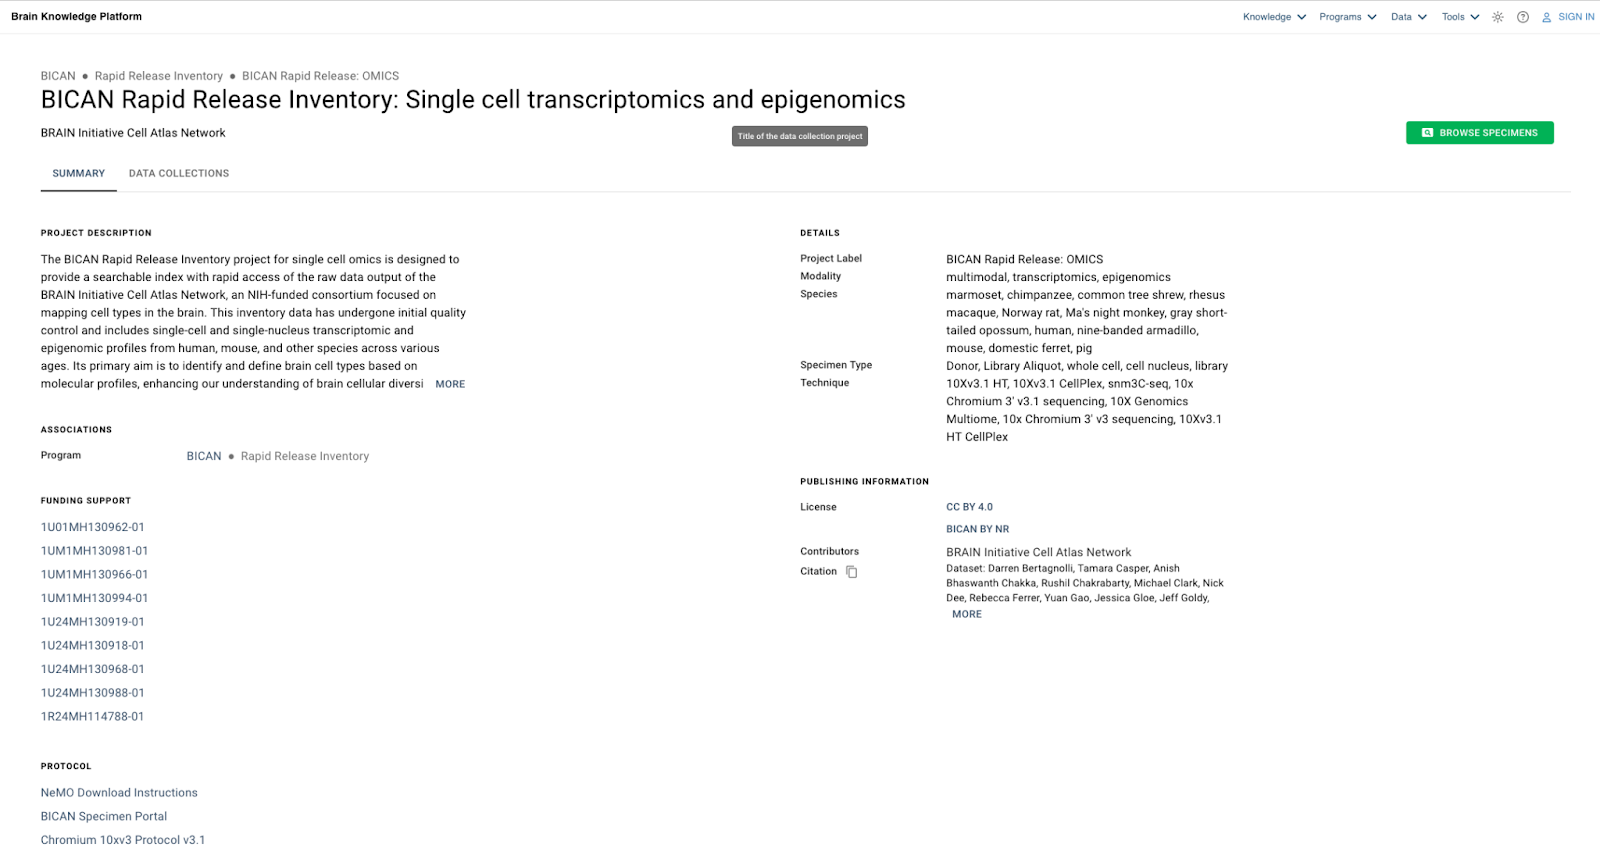 Brain Knowledge Platform
Knowledge Programs Data Tools SIGN IN
BICAN ● Rapid Release Inventory ● BICAN Rapid Release: OMICS
BICAN Rapid Release Inventory: Single cell transcriptomics and epigenomics
BRAIN Initiative Cell Atlas Network
Title of the data collection project
BROWSE SPECIMENS
SUMMARY DATA COLLECTIONS
PROJECT DESCRIPTION
The BICAN Rapid Release Inventory project for single cell omics is designed to
provide a searchable index with rapid access of the raw data output of the
BRAIN Initiative Cell Atlas Network, an NIH-funded consortium focused on
mapping cell types in the brain. This inventory data has undergone initial quality
control and includes single-cell and single-nucleus transcriptomic and
epigenomic profiles from human, mouse, and other species across various
ages. Its primary aim is to identify and define brain cell types based on
molecular profiles, enhancing our understanding of brain cellular diversi MORE
ASSOCIATIONS
Program BICAN ● Rapid Release Inventory
FUNDING SUPPORT
1U01MH130962-01
1UM1MH130981-01
1UM1MH130966-01
1UM1MH130994-01
1U24MH130919-01
1U24MH130918-01
1U24MH130968-01
1U24MH130988-01
1R24MH114788-01
PROTOCOL
NeMO Download Instructions
BICAN Specimen Portal
Chromium 10xv3 Protocol v3.1
DETAILS
Project Label BICAN Rapid Release: OMICS
Modality multimodal, transcriptomics, epigenomics
Species marmoset, chimpanzee, common tree shrew, rhesus
macaque, Norway rat, Ma's night monkey, gray short-
tailed opossum, human, nine-banded armadillo,
mouse, domestic ferret, pig
Specimen Type Donor, Library Aliquot, whole cell, cell nucleus, library
Technique 10Xv3.1 HT, 10Xv3.1 CellPlex, snm3C-seq, 10x
Chromium 3' v3.1 sequencing, 10X Genomics
Multiome, 10x Chromium 3' v3 sequencing, 10Xv3.1
HT CellPlex
PUBLISHING INFORMATION
License CC BY 4.0
BICAN BY NR
Contributors BRAIN Initiative Cell Atlas Network
Citation Dataset: Darren Bertagnolli, Tamara Casper, Anish
Bhaswanth Chakka, Rushil Chakrabarty, Michael Clark, Nick
Dee, Rebecca Ferrer, Yuan Gao, Jessica Gloe, Jeff Goldy,
MORE